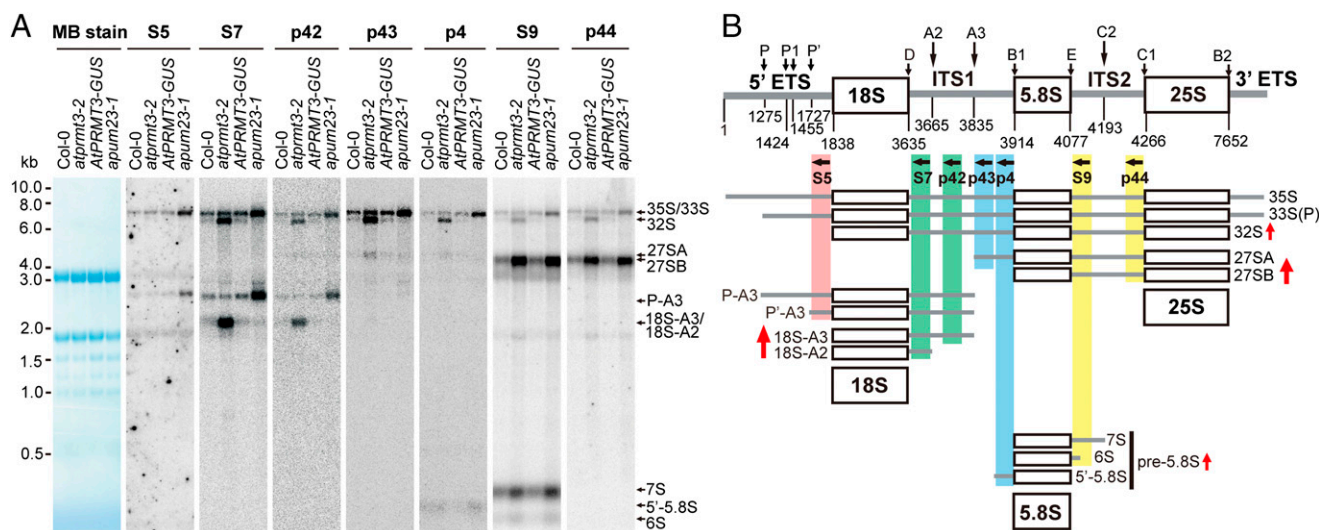 A
MB stain S5 S7 p42 p43 p4 S9 p44
Col-0 atprmt3-2 AtPRMT3-GUS apum23-1
Col-0 atprmt3-2 AtPRMT3-GUS apum23-1
Col-0 atprmt3-2 AtPRMT3-GUS apum23-1
Col-0 atprmt3-2 AtPRMT3-GUS apum23-1
Col-0 atprmt3-2 AtPRMT3-GUS apum23-1
Col-0 atprmt3-2 AtPRMT3-GUS apum23-1
Col-0 atprmt3-2 AtPRMT3-GUS apum23-1
Col-0 atprmt3-2 AtPRMT3-GUS apum23-1
kb
10.0
8.0
6.0
4.0
3.0
2.0
1.5
1.0
0.5
35S/33S
32S
27SA
27SB
P-A3
18S-A3/
18S-A2
7S
5'-5.8S
6S
B
P P1 P' D A2 A3 B1 E C2 C1 B2
5' ETS 18S ITS1 5.8S ITS2 25S 3' ETS
1 1275 1424 1455 1727 1838 3635 3665 3835 3914 4077 4193 4266 7652
S5 S7 p42 p43 p4 S9 p44
35S
33S(P)
32S
27SA
27SB
25S
P-A3
P'-A3
18S-A3
18S-A2
18S
7S
6S
5'-5.8S
pre-5.8S
5.8S